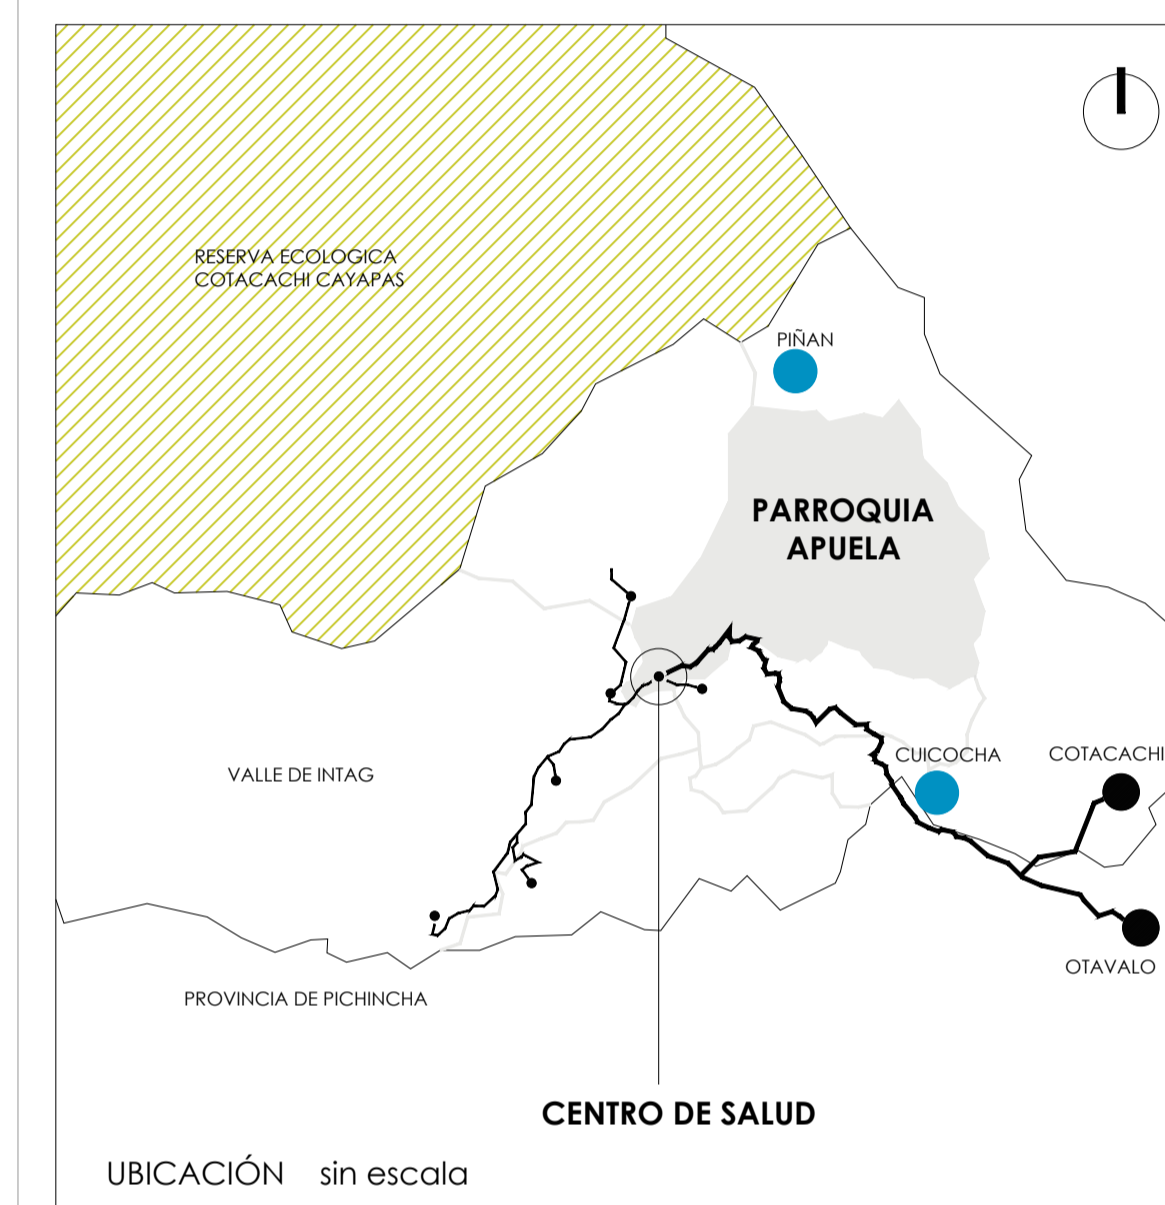 RESERVA ECOLOGICA
COTACACHI CAYAPAS
PIÑAN
PARROQUIA
APUELA
CUICOCHA
COTACACHI
VALLE DE INTAG
OTAVALO
PROVINCIA DE PICHINCHA
CENTRO DE SALUD
UBICACIÓN sin escala